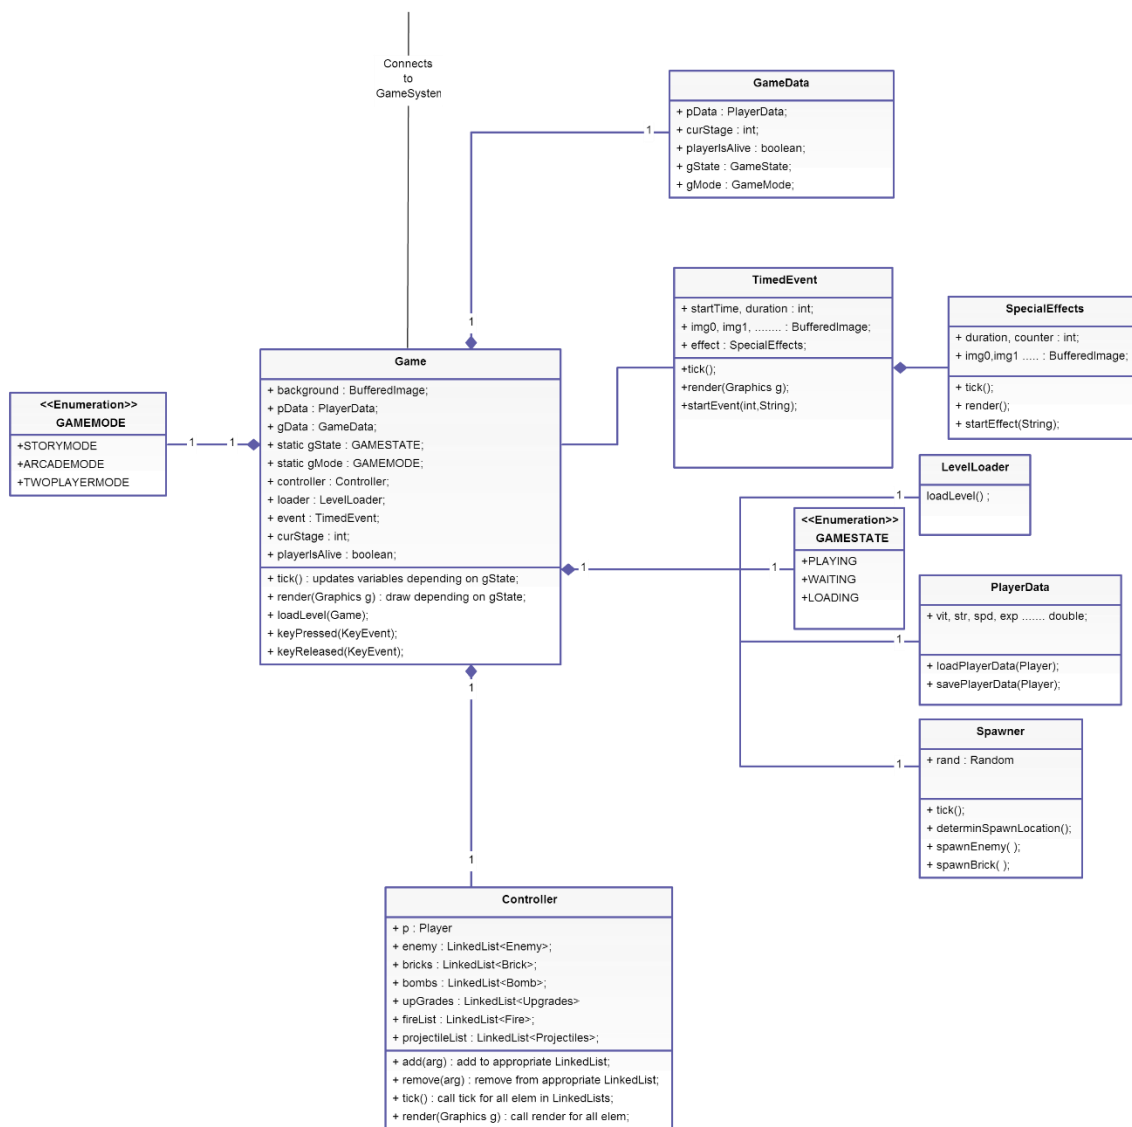 Connects
to
GameSysten
GameData
+ pData : PlayerData;
+ curStage : int;
+ playerIsAlive : boolean;
+ gState : GameState;
+ gMode : GameMode;
1
1
TimedEvent
+ startTime, duration : int;
+ img0, img1, ........ : BufferedImage;
+ effect : SpecialEffects;
+tick();
+render(Graphics g);
+startEvent(int,String);
SpecialEffects
+ duration, counter : int;
+ img0,img1 ..... : BufferedImage;
+ tick();
+ render();
+ startEffect(String);
Game
+ background : BufferedImage;
+ pData : PlayerData;
+ gData : GameData;
+ static gState : GAMESTATE;
+ static gMode : GAMEMODE;
+ controller : Controller;
+ loader : LevelLoader;
+ event : TimedEvent;
+ curStage : int;
+ playerIsAlive : boolean;
+ tick() : updates variables depending on gState;
+ render(Graphics g) : draw depending on gState;
+ loadLevel(Game);
+ keyPressed(KeyEvent);
+ keyReleased(KeyEvent);
<<Enumeration>>
GAMEMODE
+STORYMODE
+ARCADEMODE
+TWOPLAYERMODE
1
1
LevelLoader
loadLevel() ;
1
<<Enumeration>>
GAMESTATE
+PLAYING
+WAITING
+LOADING
1
1
PlayerData
+ vit, str, spd, exp ....... double;
+ loadPlayerData(Player);
+ savePlayerData(Player);
1
Spawner
+ rand : Random
+ tick();
+ determinSpawnLocation();
+ spawnEnemy( );
+ spawnBrick( );
1
1
1
Controller
+ p : Player
+ enemy : LinkedList<Enemy>;
+ bricks : LinkedList<Brick>;
+ bombs : LinkedList<Bomb>;
+ upGrades : LinkedList<Upgrades>
+ fireList : LinkedList<Fire>;
+ projectileList : LinkedList<Projectiles>;
+ add(arg) : add to appropriate LinkedList;
+ remove(arg) : remove from appropriate LinkedList;
+ tick() : call tick for all elem in LinkedLists;
+ render(Graphics g) : call render for all elem;